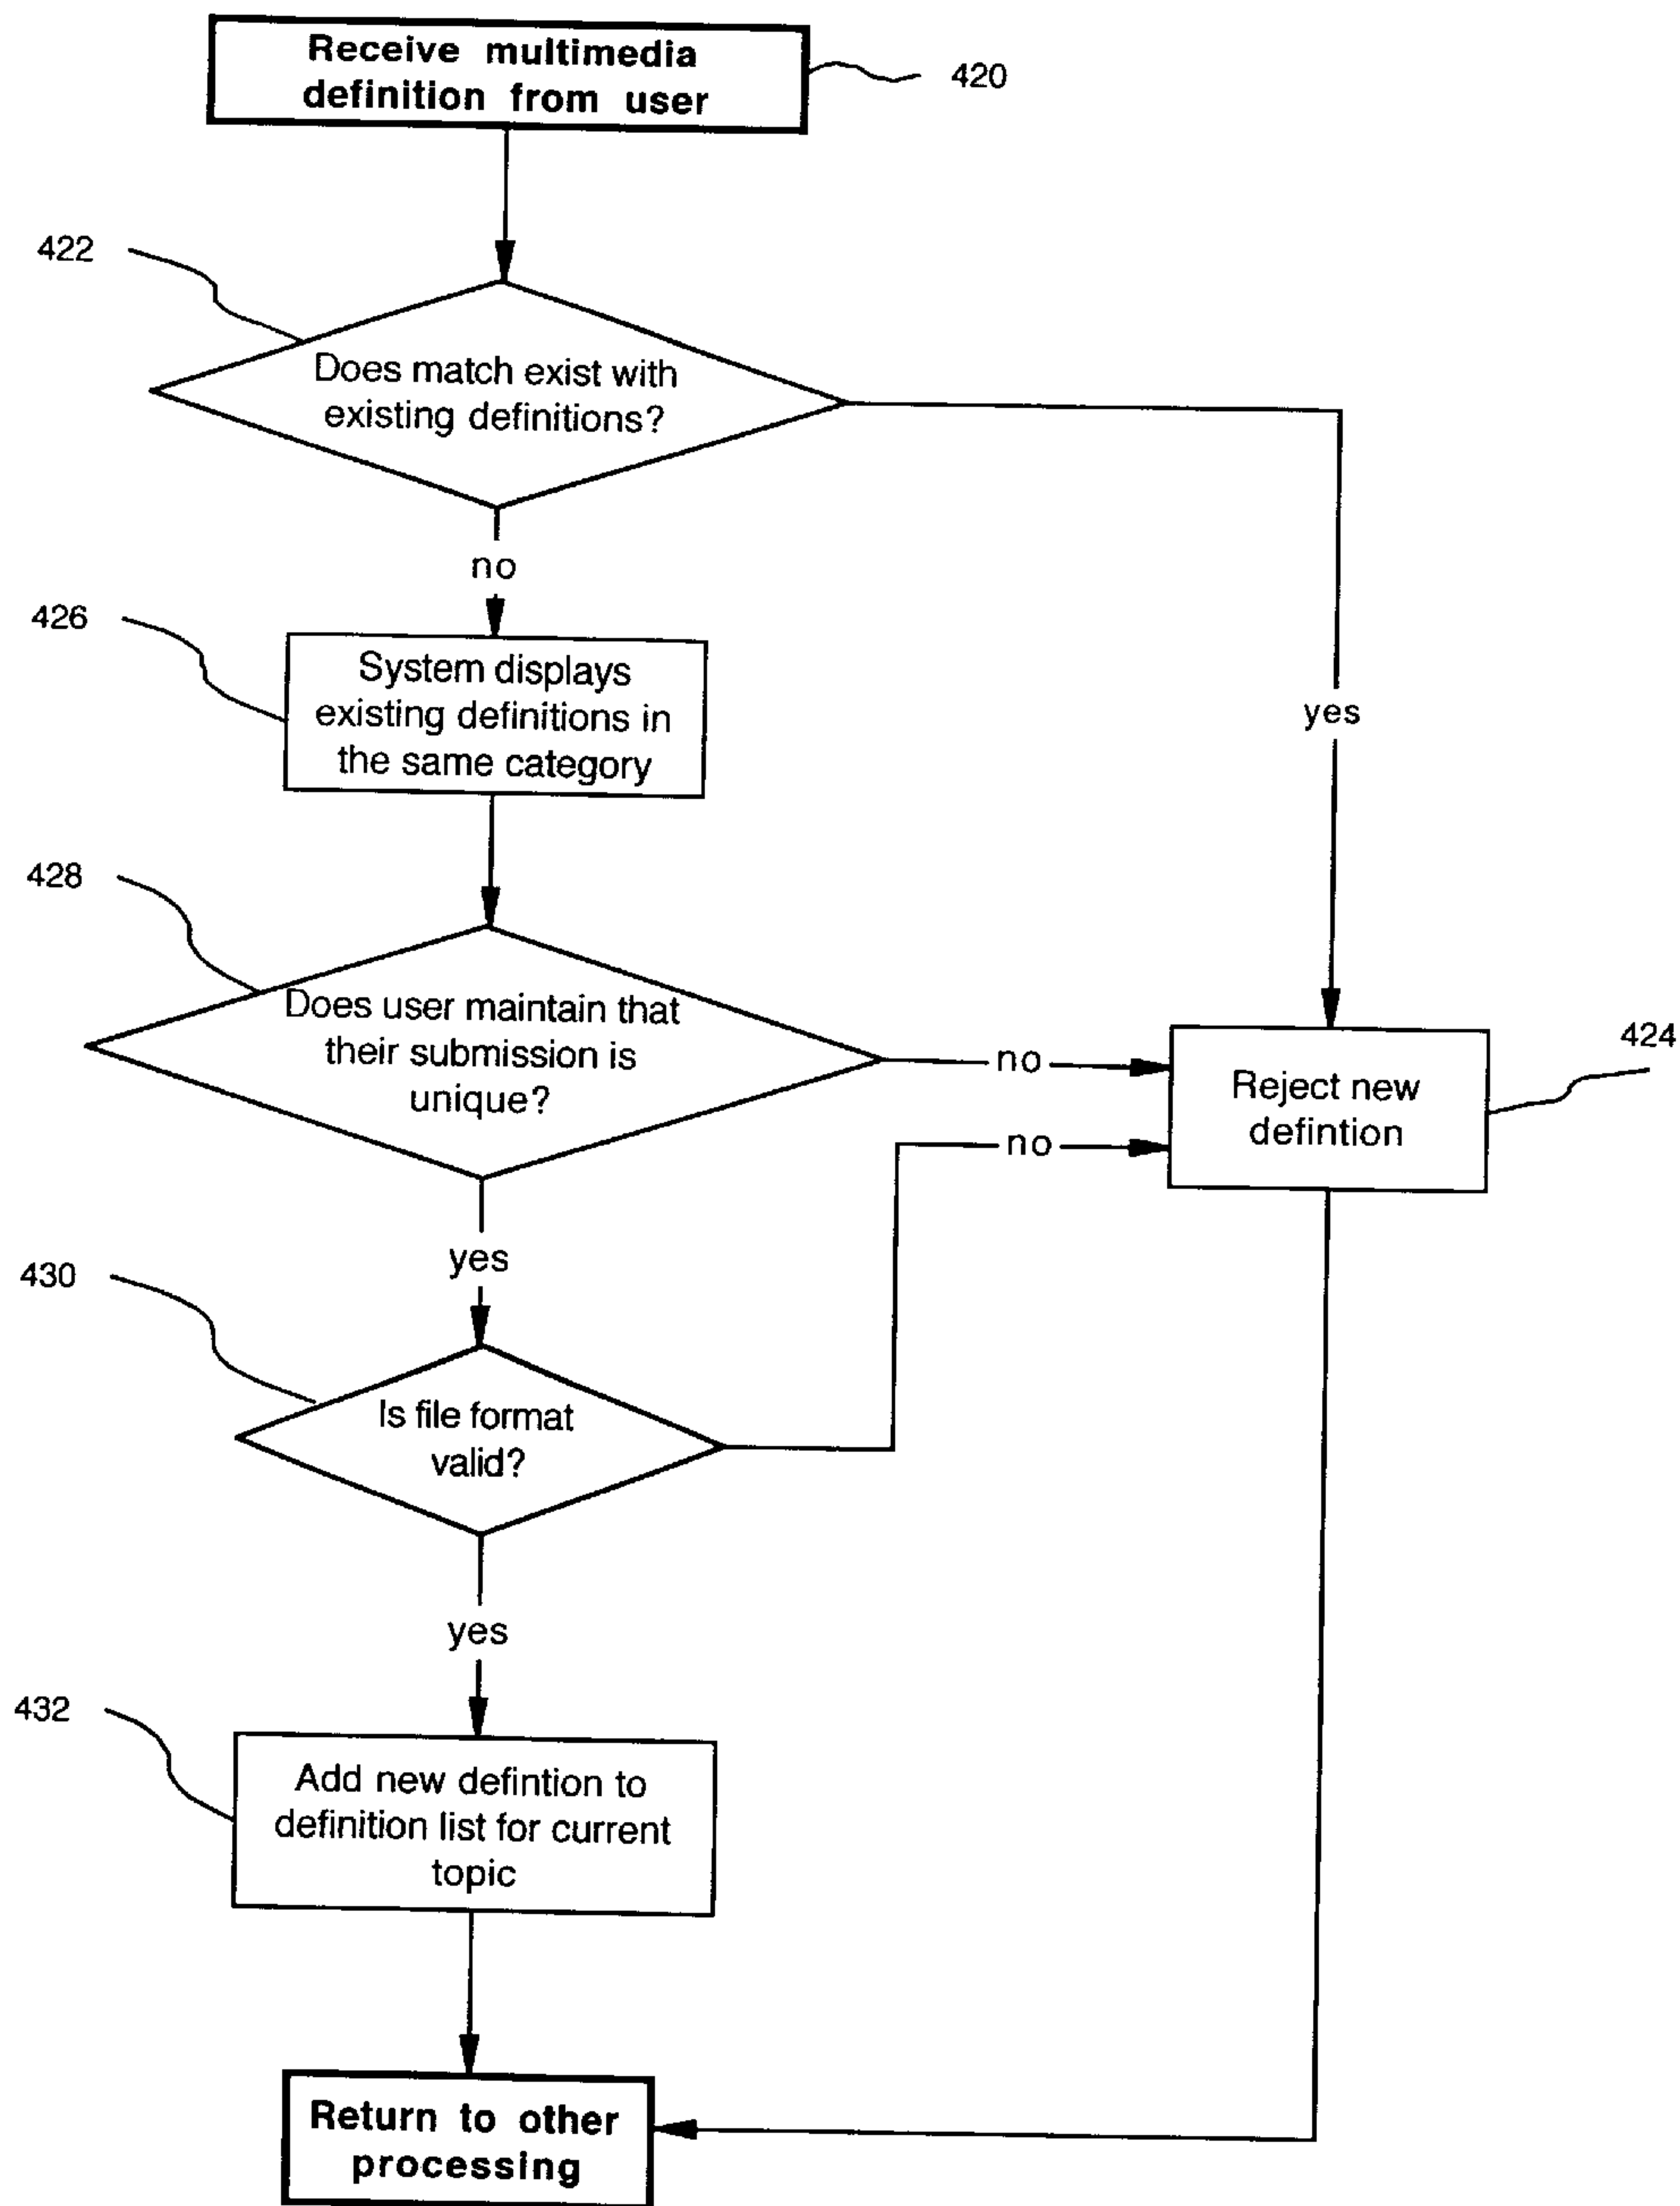 Receive multimedia
definition from user
420
422
Does match exist with
existing definitions?
no
yes
426
System displays
existing definitions in
the same category
428
Does user maintain that
their submission is
unique?
no
424
Reject new
defintion
no
yes
430
Is file format
valid?
yes
432
Add new defintion to
definition list for current
topic
Return to other
processing